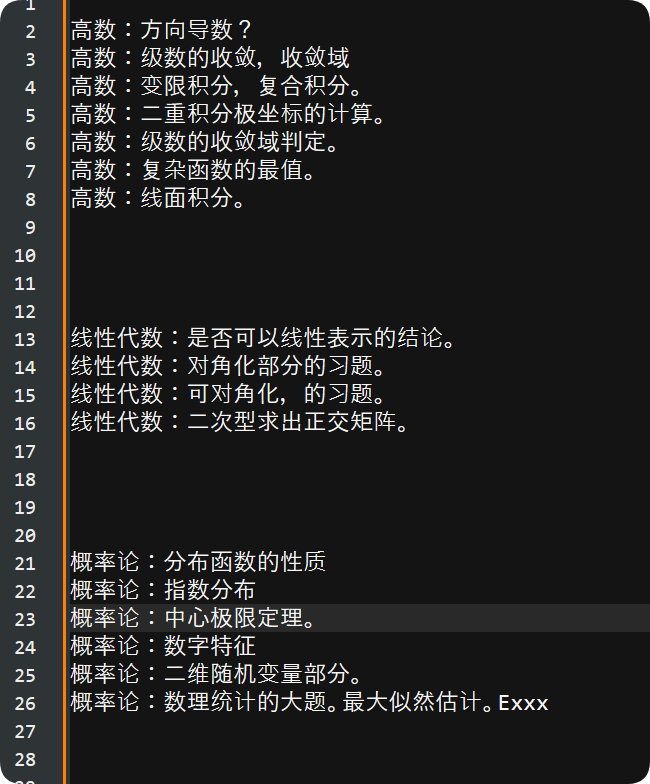 1
2 高数：方向导数？
3 高数：级数的收敛，收敛域
4 高数：变限积分，复合积分。
5 高数：二重积分极坐标的计算。
6 高数：级数的收敛域判定。
7 高数：复杂函数的最值。
8 高数：线面积分。
9
10
11
12
13 线性代数：是否可以线性表示的结论。
14 线性代数：对角化部分的习题。
15 线性代数：可对角化，的习题。
16 线性代数：二次型求出正交矩阵。
17
18
19
20
21 概率论：分布函数的性质
22 概率论：指数分布
23 概率论：中心极限定理。
24 概率论：数字特征
25 概率论：二维随机变量部分。
26 概率论：数理统计的大题。最大似然估计。Exxx
27
28